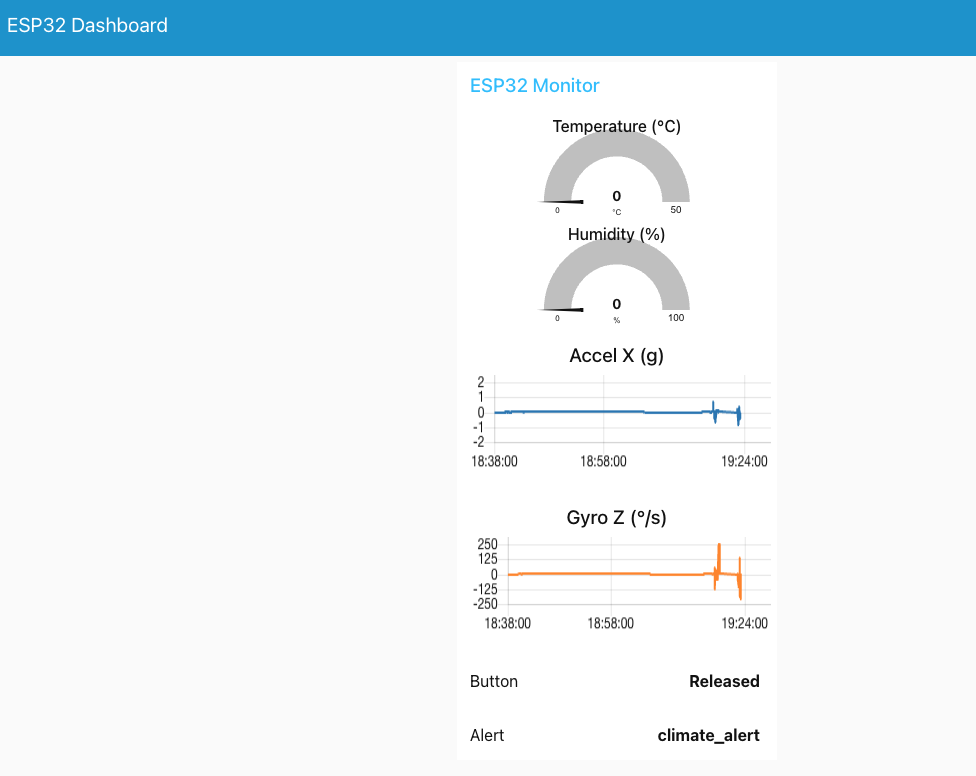 ESP32 Dashboard
ESP32 Monitor
Temperature (°C)
0
0 °C 50
Humidity (%)
0
0 % 100
Accel X (g)
2
1
0
-1
-2
18:38:00 18:58:00 19:24:00
Gyro Z (°/s)
250
125
0
-125
-250
18:38:00 18:58:00 19:24:00
Button Released
Alert climate_alert